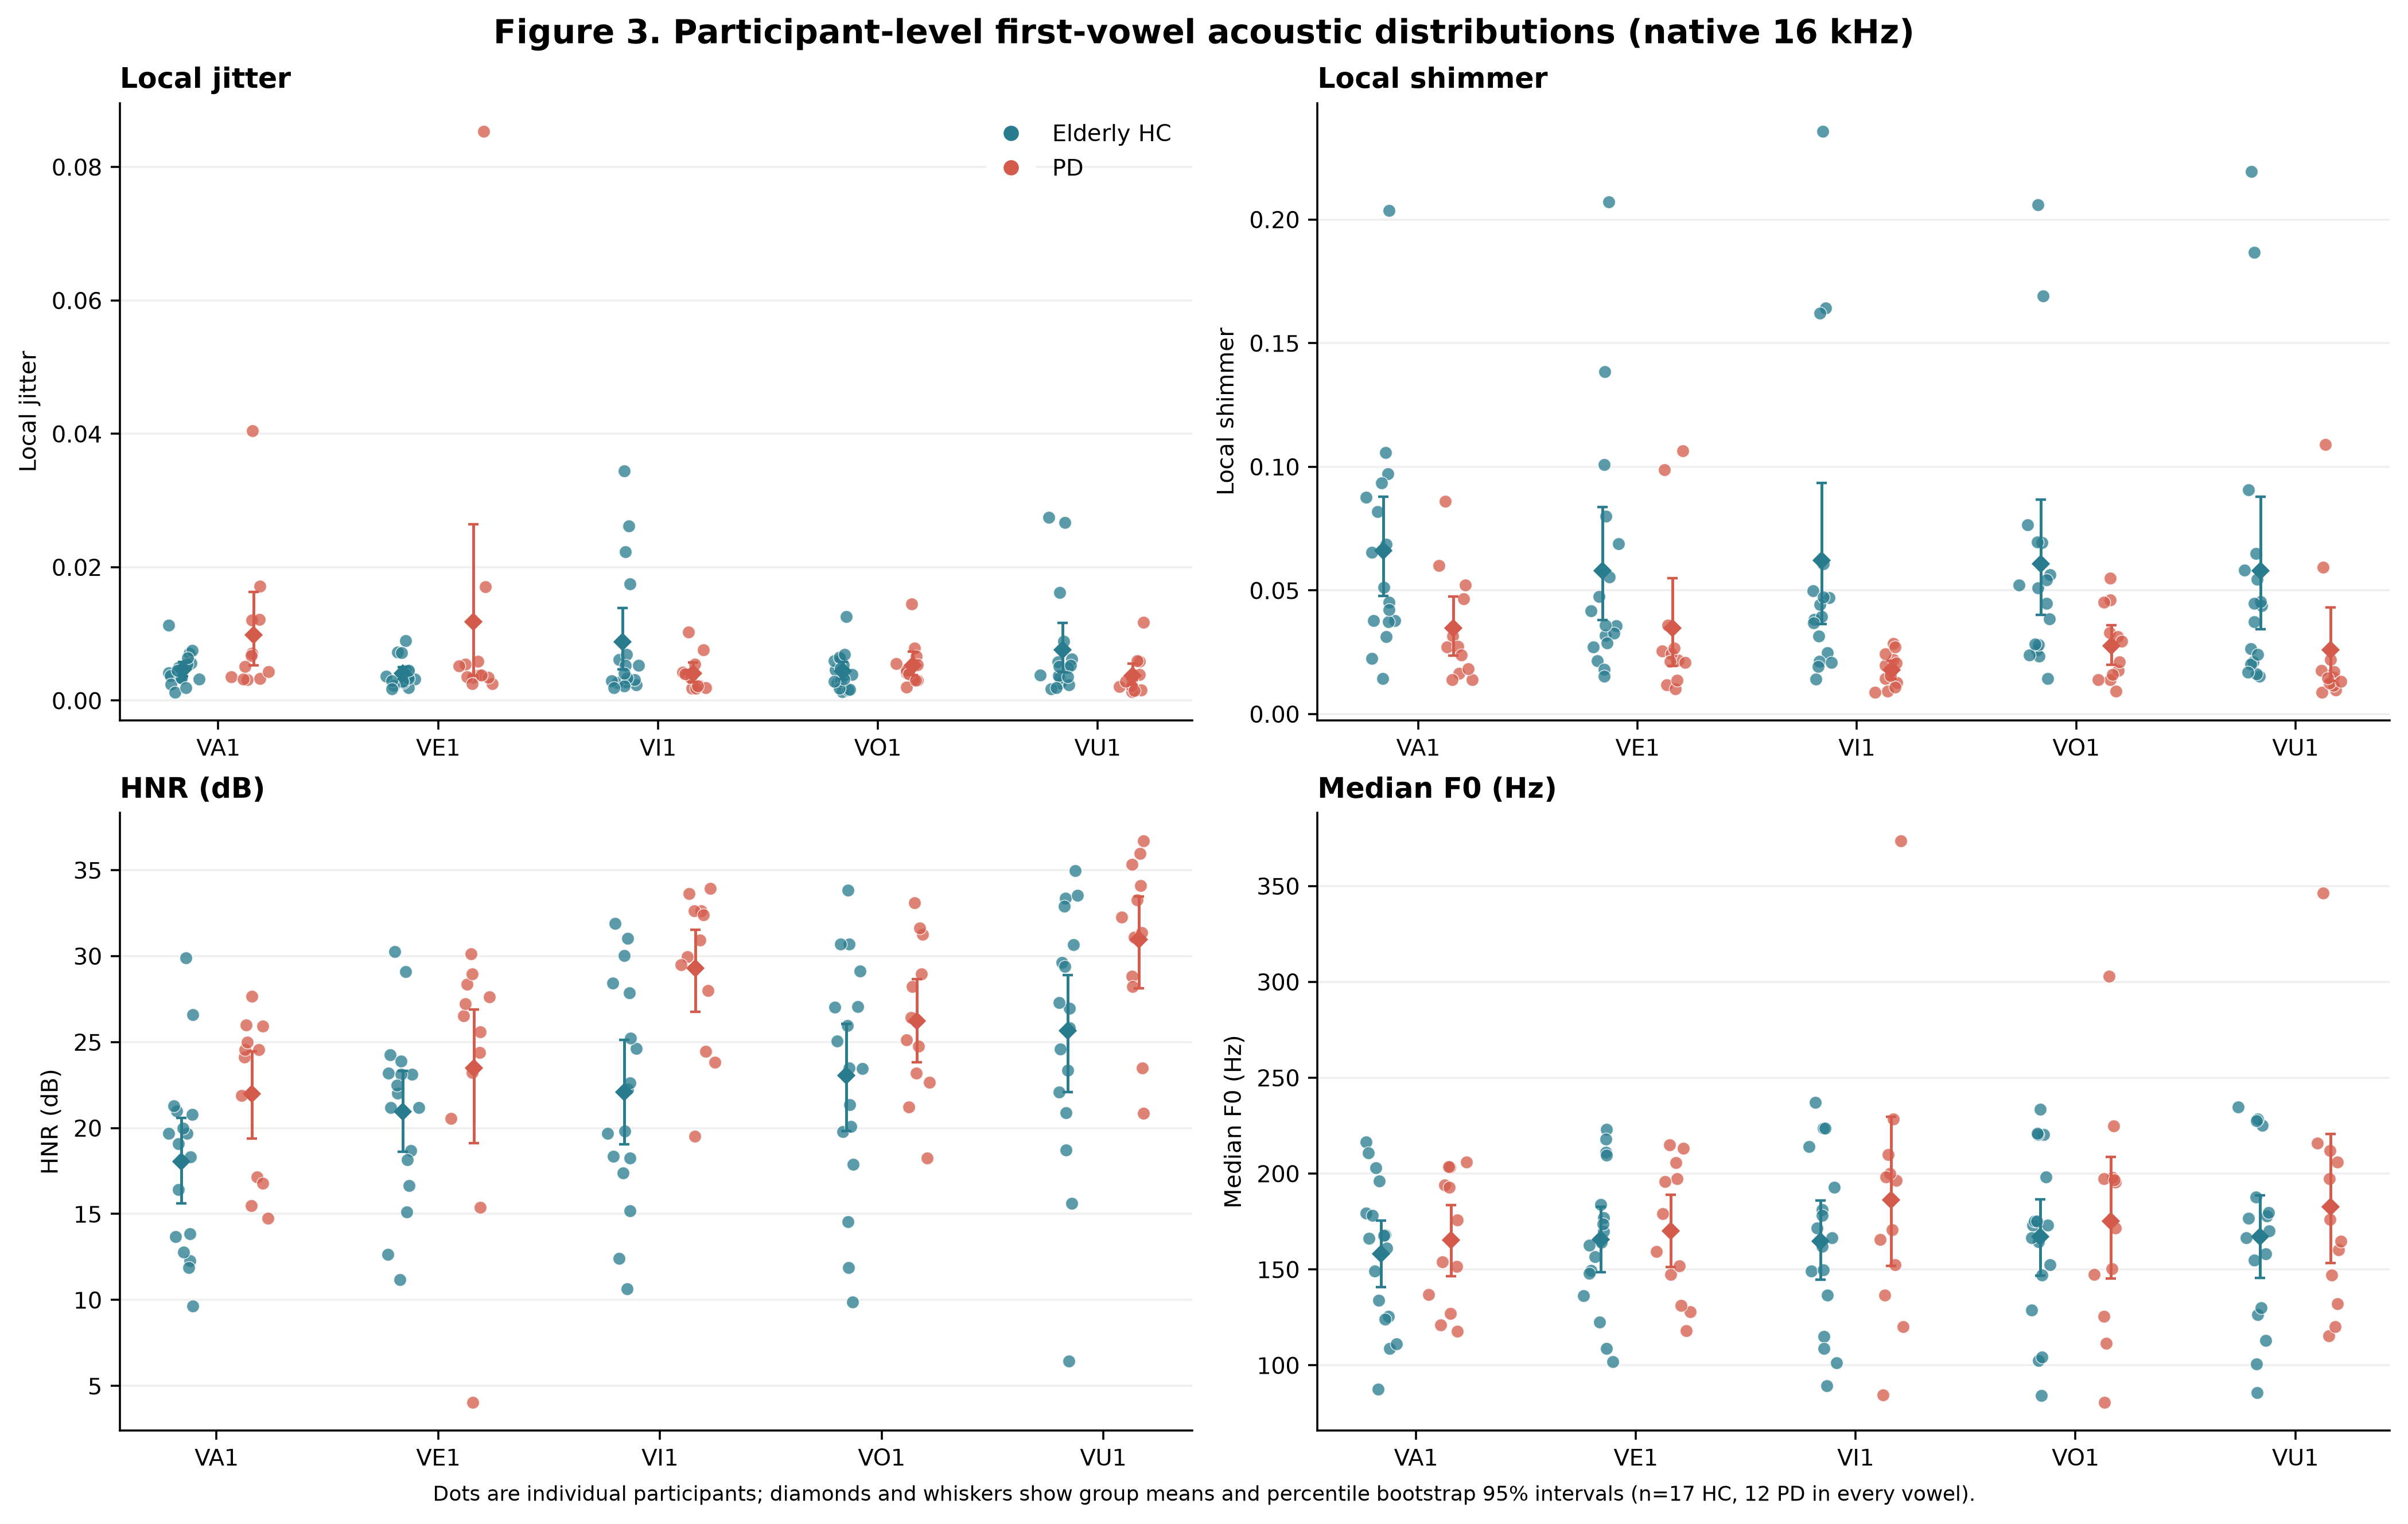 Figure 3. Participant-level first-vowel acoustic distributions (native 16 kHz)
Local jitter
Local jitter
0.08
0.06
0.04
0.02
0.00
Elderly HC
PD
VA1
VE1
VI1
VO1
VU1
Local shimmer
Local shimmer
0.20
0.15
0.10
0.05
0.00
VA1
VE1
VI1
VO1
VU1
HNR (dB)
HNR (dB)
35
30
25
20
15
10
5
VA1
VE1
VI1
VO1
VU1
Median F0 (Hz)
Median F0 (Hz)
350
300
250
200
150
100
VA1
VE1
VI1
VO1
VU1
Dots are individual participants; diamonds and whiskers show group means and percentile bootstrap 95% intervals (n=17 HC, 12 PD in every vowel).